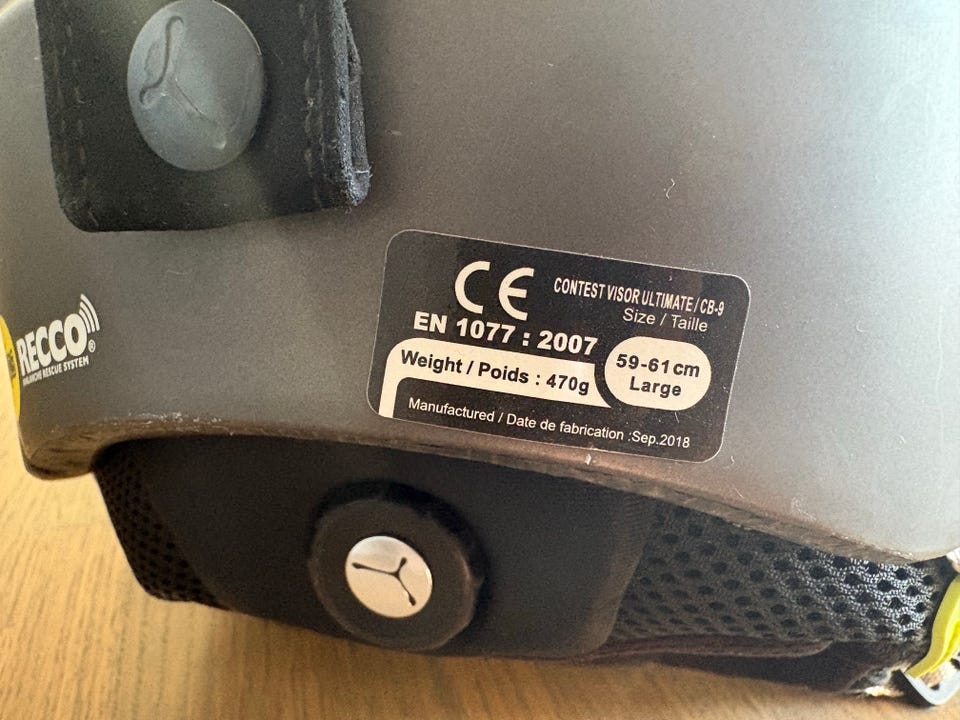 RECCO®
AVALANCHE RESCUE SYSTEM
CE
CONTEST VISOR ULTIMATE / CB-9
Size / Taille
EN 1077 : 2007
59-61cm
Large
Weight / Poids : 470g
Manufactured / Date de fabrication :Sep.2018